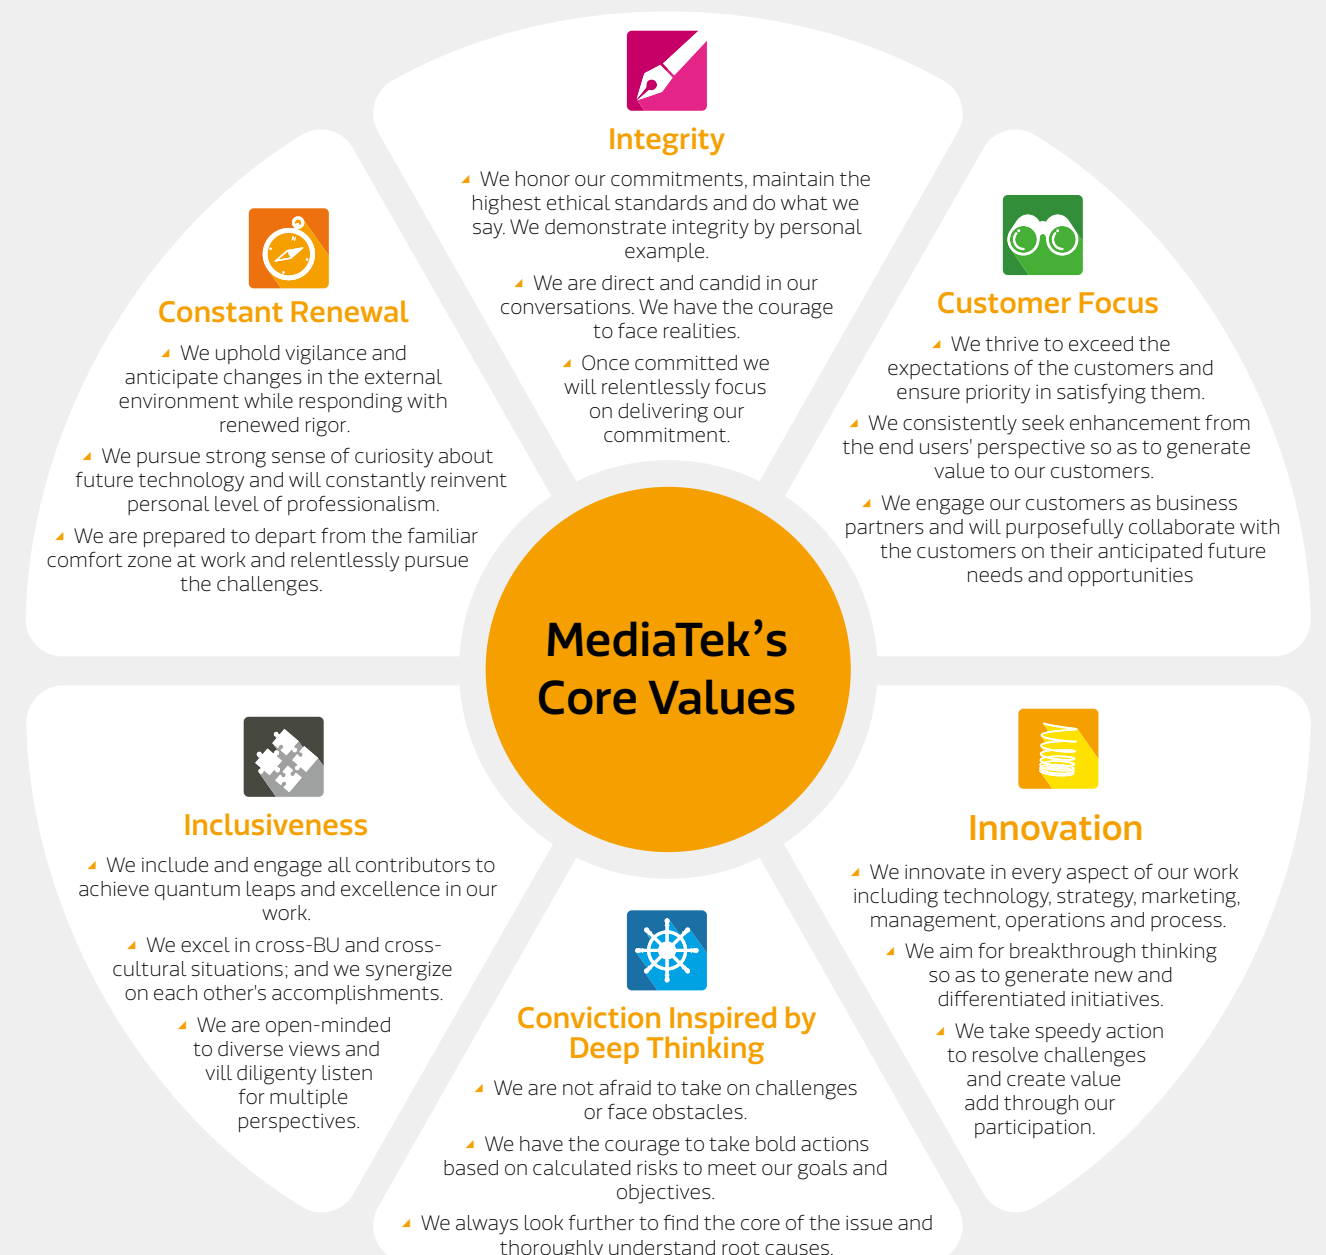 Integrity
We honor our commitments, maintain the
highest ethical standards and do what we
say. We demonstrate integrity by personal
example.
We are direct and candid in our
conversations. We have the courage
to face realities.
Once committed we
will relentlessly focus
on delivering our
commitment.
Customer Focus
We thrive to exceed the
expectations of the customers and
ensure priority in satisfying them.
We consistently seek enhancement from
the end users' perspective so as to generate
value to our customers.
We engage our customers as business
partners and will purposefully collaborate with
the customers on their anticipated future
needs and opportunities
Constant Renewal
We uphold vigilance and
anticipate changes in the external
environment while responding with
renewed rigor.
We pursue strong sense of curiosity about
future technology and will constantly reinvent
personal level of professionalism.
We are prepared to depart from the familiar
comfort zone at work and relentlessly pursue
the challenges.
MediaTek's
Core Values
Inclusiveness
We include and engage all contributors to
achieve quantum leaps and excellence in our
work.
We excel in cross-BU and cross-
cultural situations; and we synergize
on each other's accomplishments.
We are open-minded
to diverse views and
vill diligenty listen
for multiple
perspectives.
Innovation
We innovate in every aspect of our work
including technology, strategy, marketing,
management, operations and process.
We aim for breakthrough thinking
so as to generate new and
differentiated initiatives.
We take speedy action
to resolve challenges
and create value
add through our
participation.
Conviction Inspired by
Deep Thinking
We are not afraid to take on challenges
or face obstacles.
We have the courage to take bold actions
based on calculated risks to meet our goals and
objectives.
We always look further to find the core of the issue and
thoroughly understand root causes.